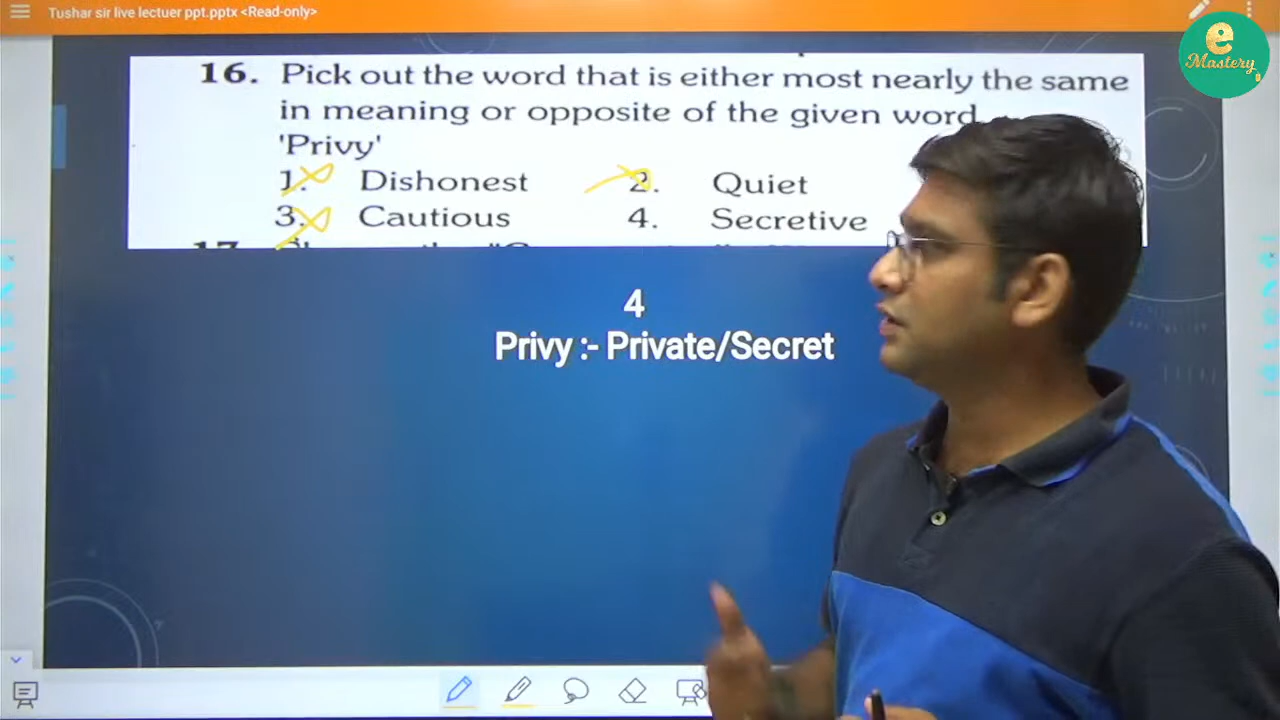 Tushar sir live lectuer ppt.pptx <Read-only>
e
Mastery
16. Pick out the word that is either most nearly the same
in meaning or opposite of the given word
'Privy'
1. Dishonest 2. Quiet
3. Cautious 4. Secretive
17.
4
Privy :- Private/Secret